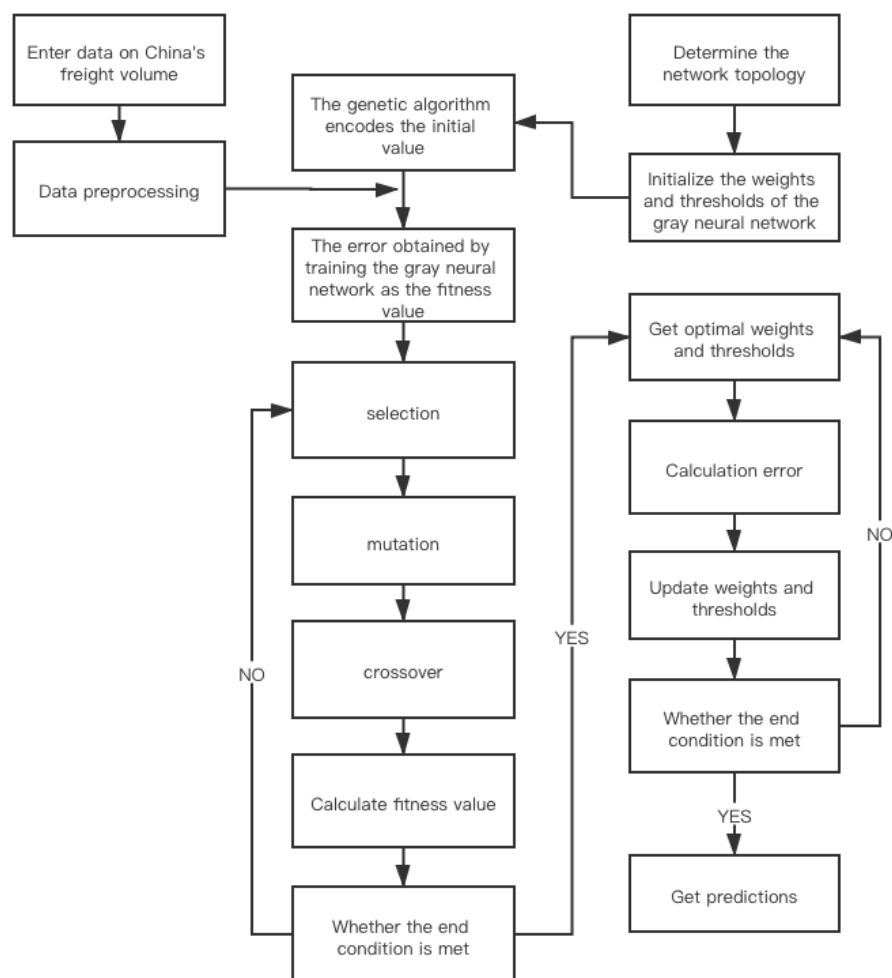 Enter data on China's
freight volume
Data preprocessing
The genetic algorithm
encodes the initial
value
The error obtained by
training the gray neural
network as the fitness
value
selection
mutation
crossover
Calculate fitness value
Whether the end
condition is met
NO
YES
Determine the
network topology
Initialize the weights
and thresholds of the
gray neural network
Get optimal weights
and thresholds
Calculation error
Update weights and
thresholds
Whether the end
condition is met
NO
YES
Get predictions